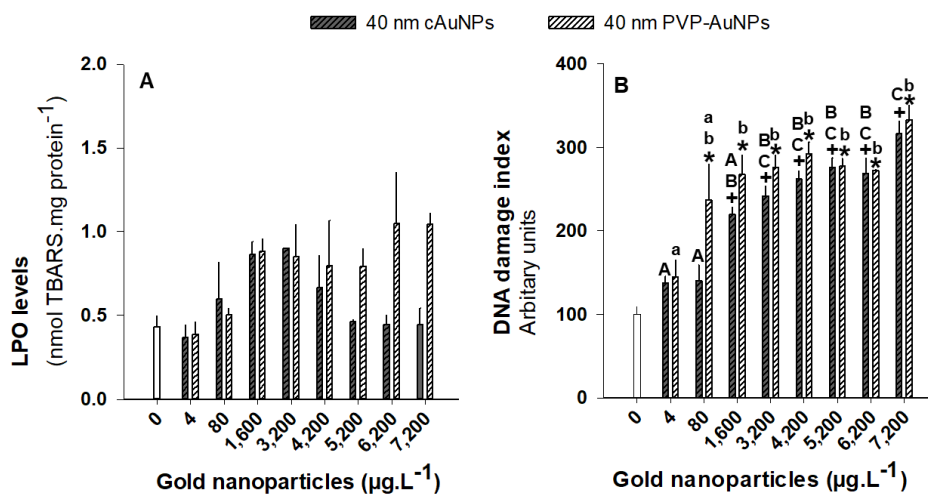 40 nm cAuNPs
40 nm PVP-AuNPs
A
LPO levels
(nmol TBARS.mg protein⁻¹)
2.0
1.5
1.0
0.5
0.0
0
4
80
1,600
3,200
4,200
5,200
6,200
7,200
Gold nanoparticles (µg.L⁻¹)
B
DNA damage index
Arbitary units
400
300
200
100
0
A
a
A
a
b
*
A
B
+
b
*
B
C
+
b
*
B
C
+
b
*
B
C
+
b
*
B
C
+
b
*
C
+
b
*
0
4
80
1,600
3,200
4,200
5,200
6,200
7,200
Gold nanoparticles (µg.L⁻¹)